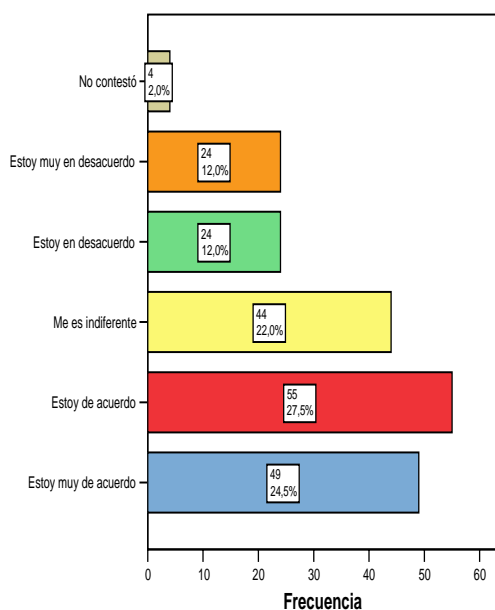 No contestó
4
2,0%
Estoy muy en desacuerdo
24
12,0%
Estoy en desacuerdo
24
12,0%
Me es indiferente
44
22,0%
Estoy de acuerdo
55
27,5%
Estoy muy de acuerdo
49
24,5%
0 10 20 30 40 50 60
Frecuencia